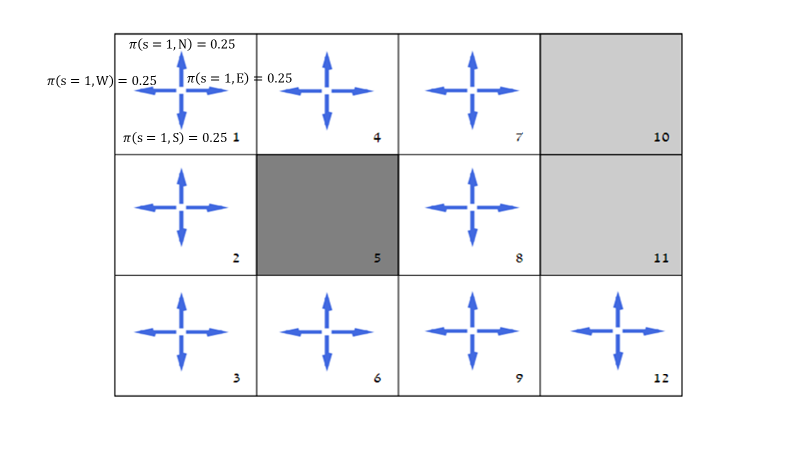 π(s = 1, N) = 0.25
π(s = 1, W) = 0.25
π(s = 1, E) = 0.25
π(s = 1, S) = 0.25 1
4
7
10
2
5
8
11
3
6
9
12